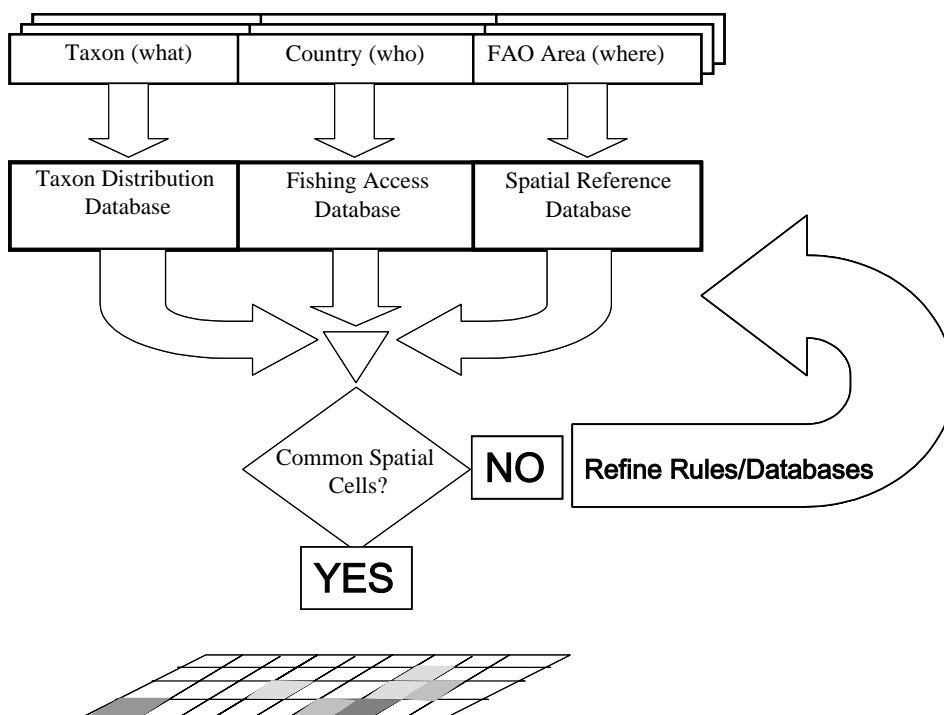 Taxon (what)
Country (who)
FAO Area (where)
Taxon Distribution
Database
Fishing Access
Database
Spatial Reference
Database
Common Spatial
Cells?
NO
Refine Rules/Databases
YES